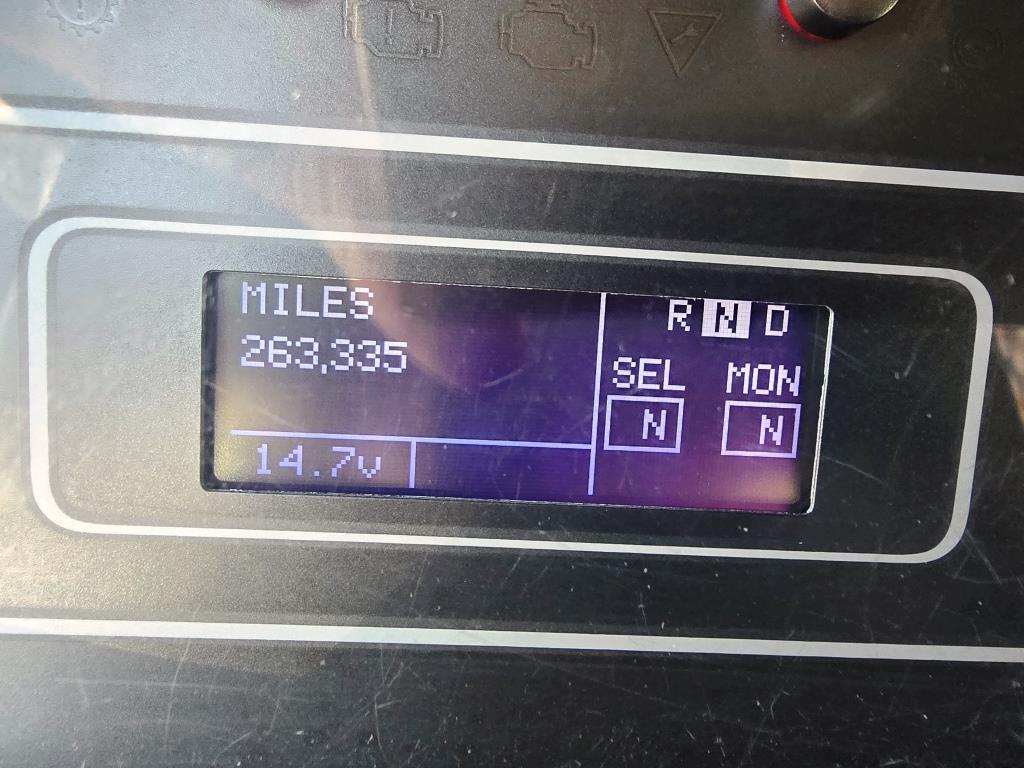 MILES
263,335
14.7v
R N D
SEL MON
N N